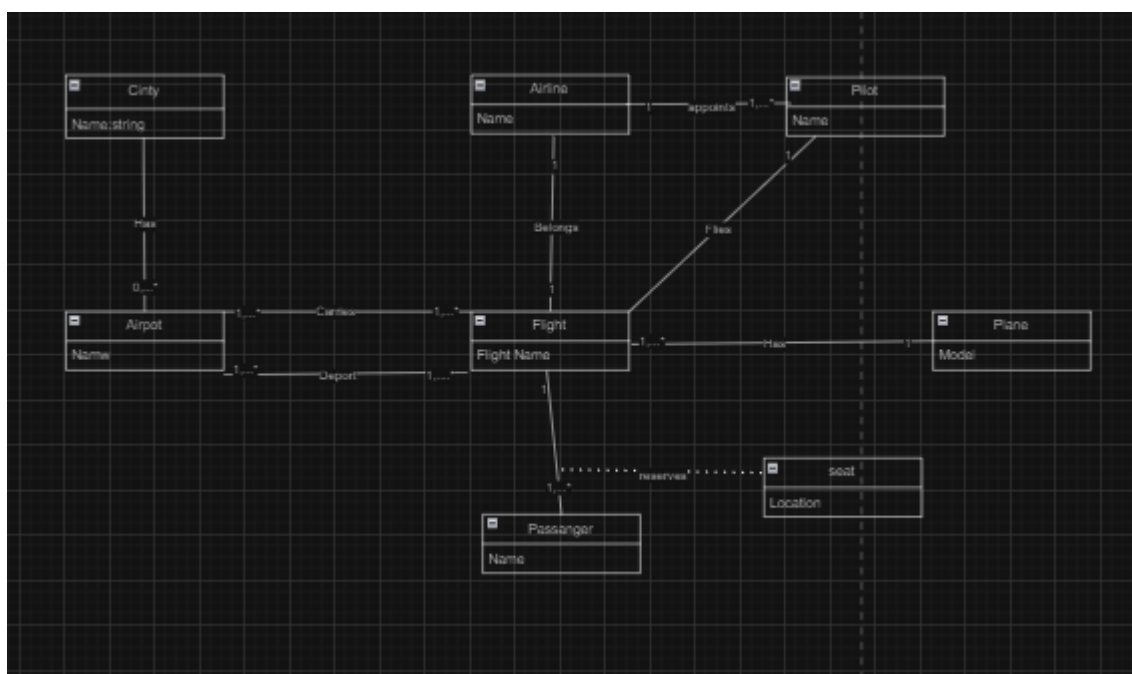 Cinty
Name:string
Airline
Name
1 appoints 1,...*
Pilot
Name
1
1
Has
Belongs
Flies
0,...*
1
Airpot
Namw
1,...* Carries 1,...*
Flight
Flight Name
1,...* Has 1
Plane
Model
1,...* Deport 1,...*
1
reserves
seat
Location
1,...*
Passanger
Name